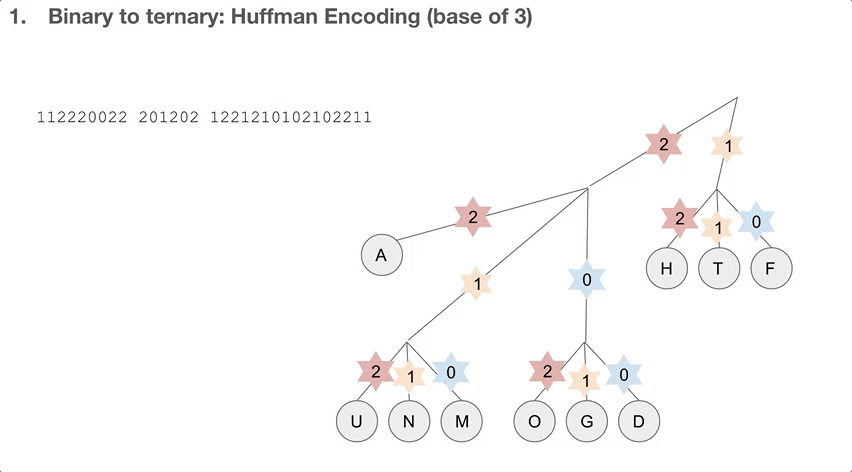 1. Binary to ternary: Huffman Encoding (base of 3)
112220022 201202 1221210102102211
2 1
2 2 1 0
A H T F
1 0
2 1 0 2 1 0
U N M O G D